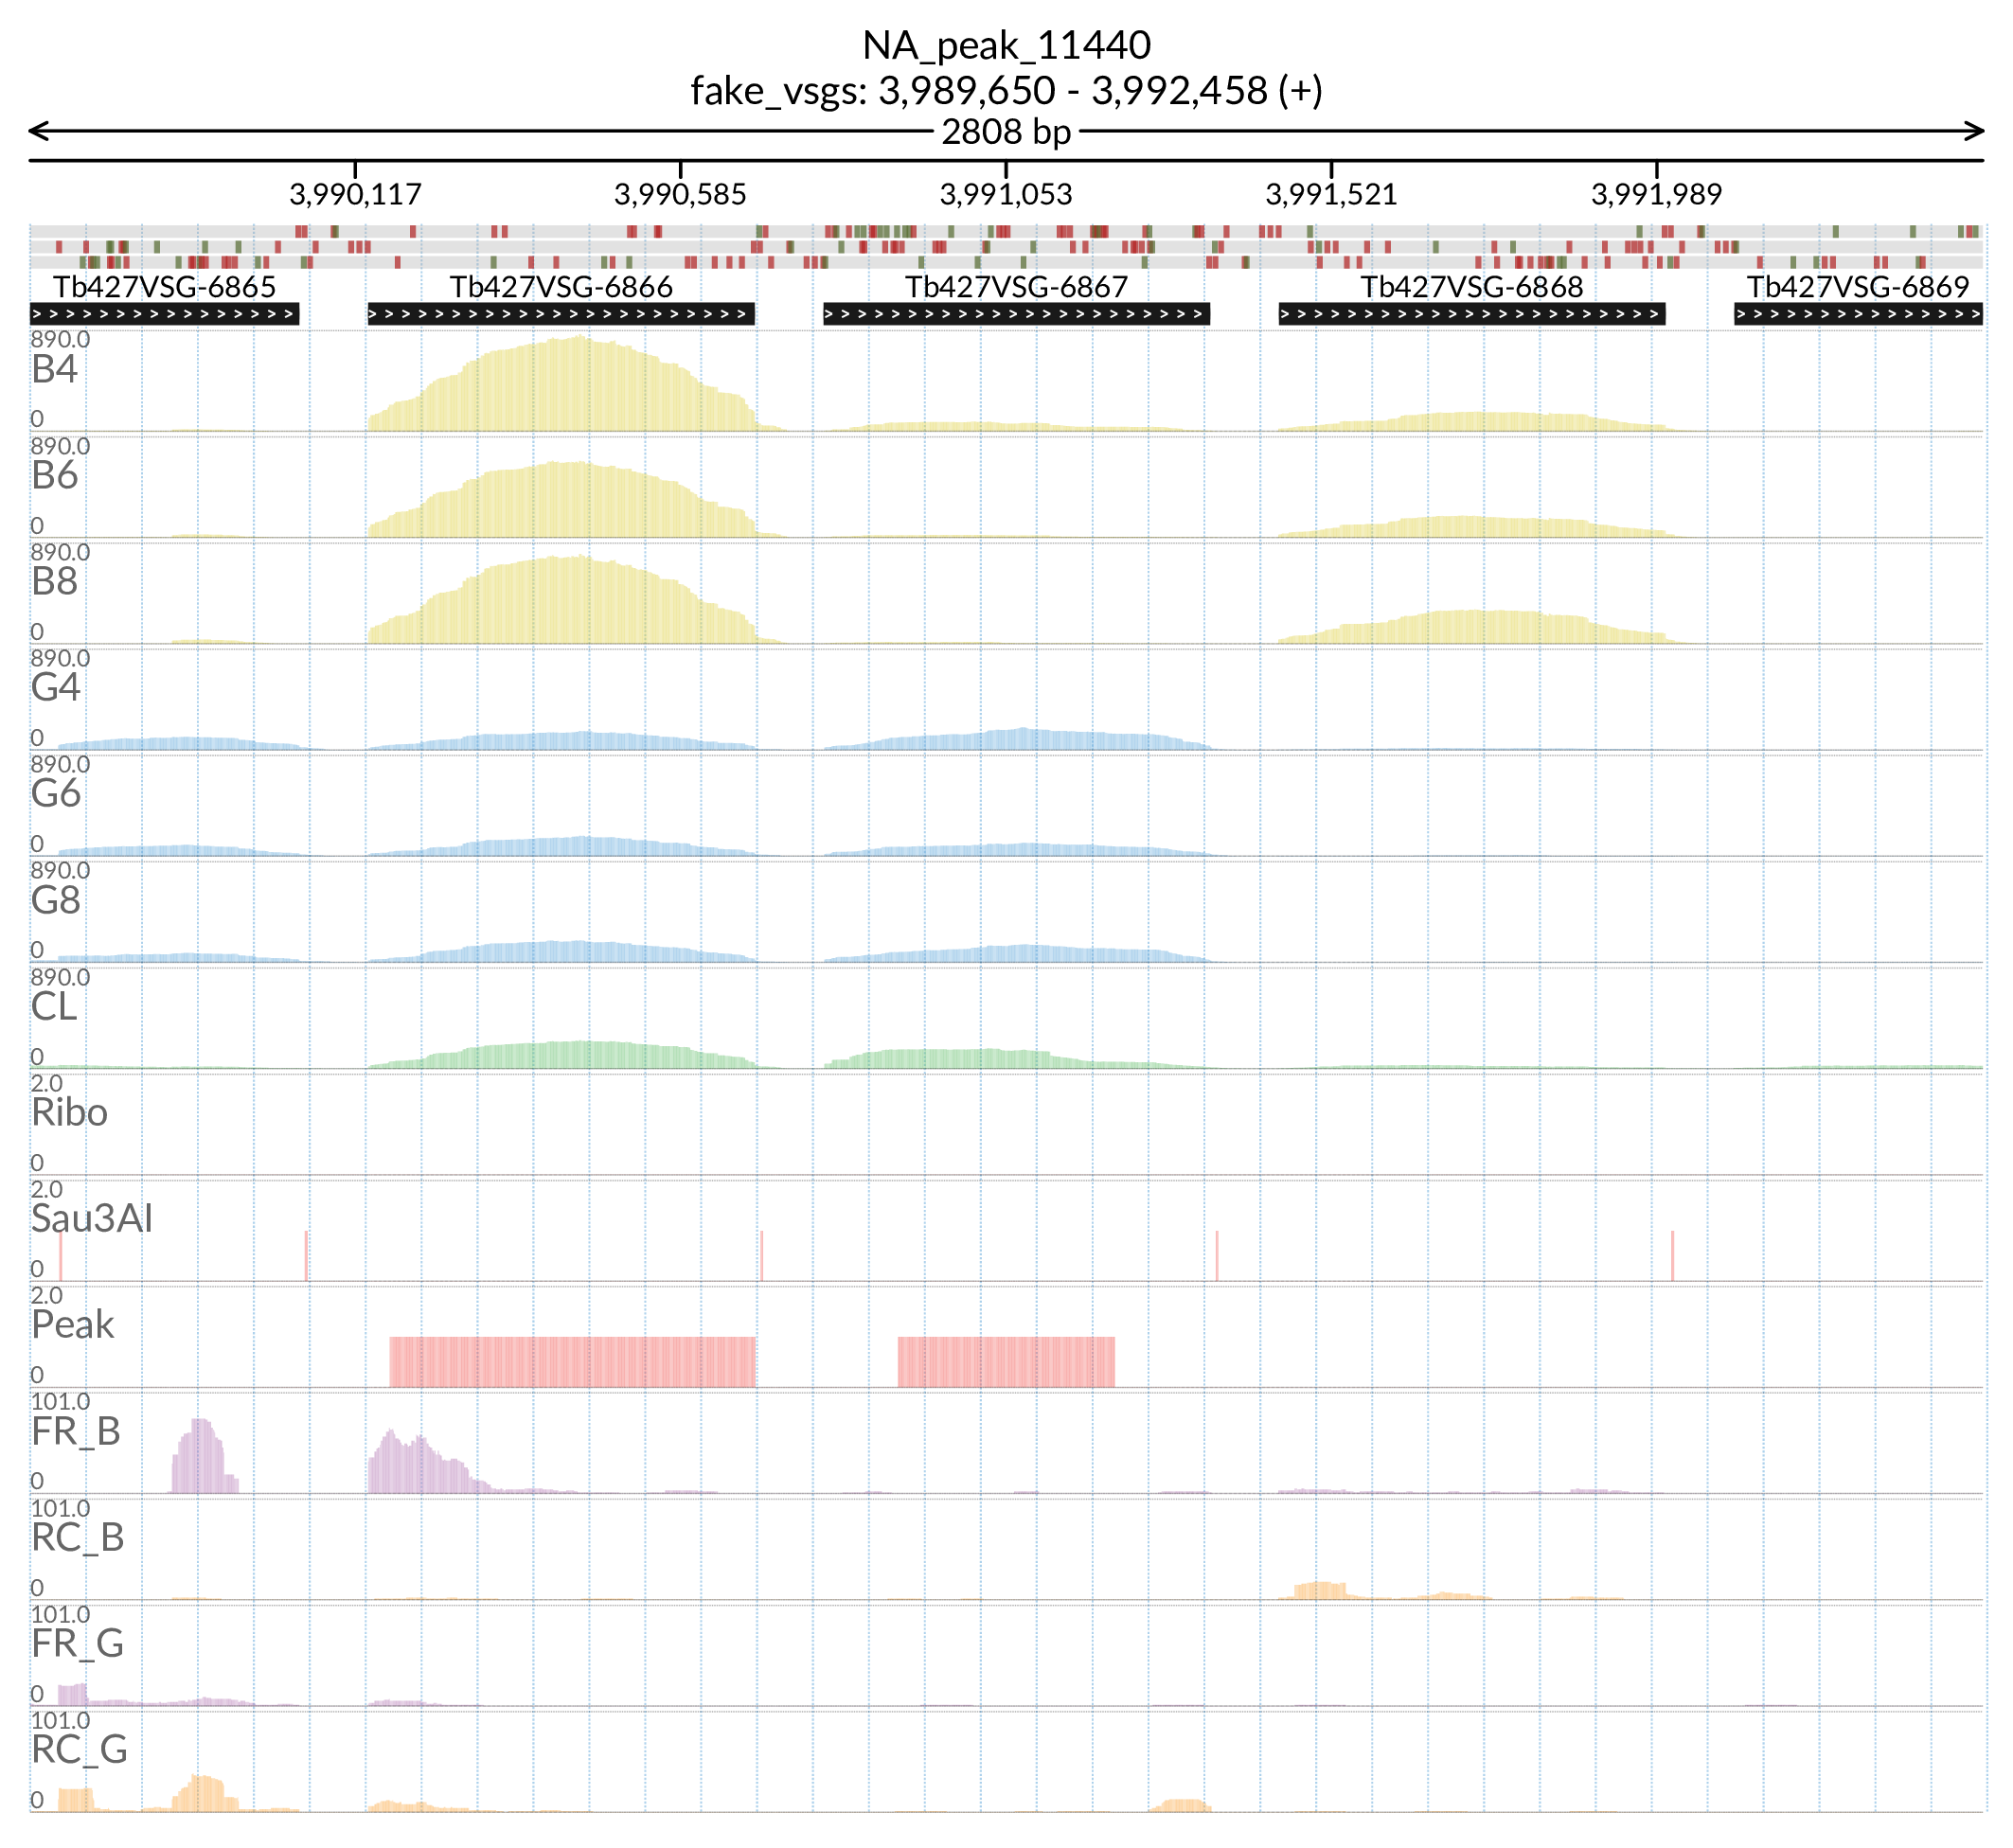 NA_peak_11440
fake_vsgs: 3,989,650 - 3,992,458 (+)
2808 bp
3,990,117 3,990,585 3,991,053 3,991,521 3,991,989
Tb427VSG-6865 Tb427VSG-6866 Tb427VSG-6867 Tb427VSG-6868 Tb427VSG-6869
890.0
B4
0
890.0
B6
0
890.0
B8
0
890.0
G4
0
890.0
G6
0
890.0
G8
0
890.0
CL
0
2.0
Ribo
0
2.0
Sau3AI
0
2.0
Peak
0
101.0
FR_B
0
101.0
RC_B
0
101.0
FR_G
0
101.0
RC_G
0